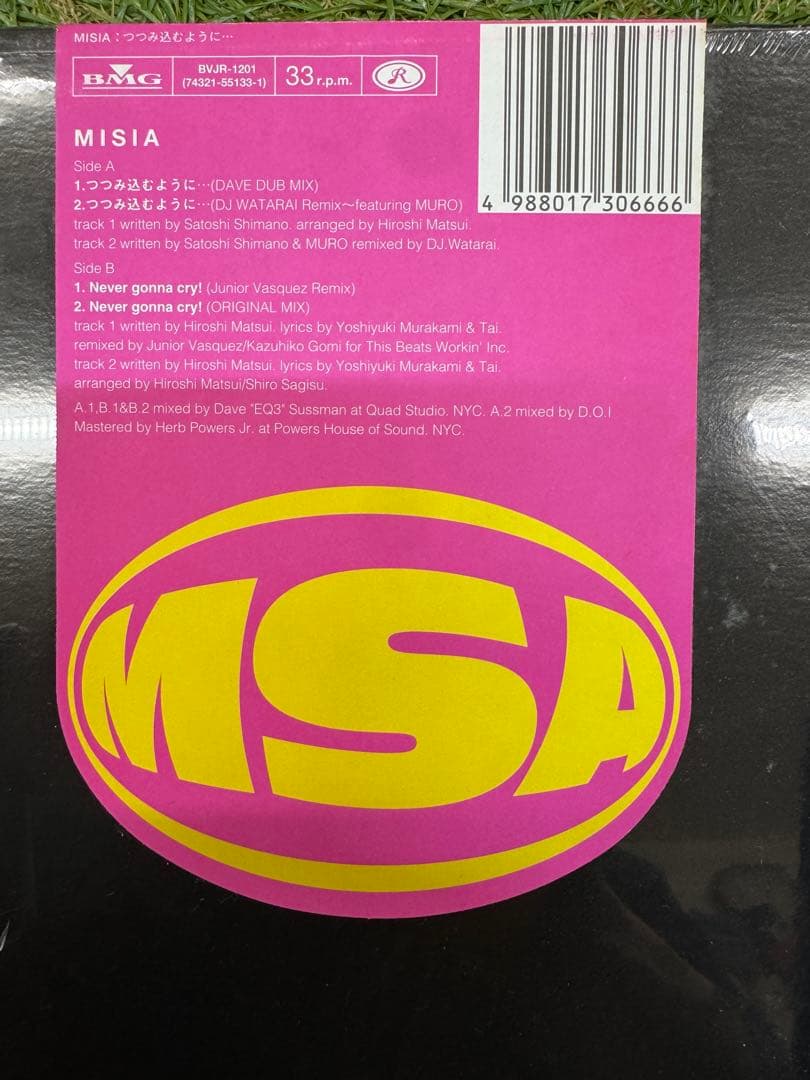 MISIA：つつみ込むように…
BMG
BVJR-1201
(74321-55133-1)
33 r.p.m.
R
4 988017 306666
MISIA
Side A
1.つつみ込むように…(DAVE DUB MIX)
2.つつみ込むように…(DJ WATARAI Remix〜featuring MURO)
track 1 written by Satoshi Shimano. arranged by Hiroshi Matsui.
track 2 written by Satoshi Shimano & MURO remixed by DJ.Watarai.
Side B
1. Never gonna cry! (Junior Vasquez Remix)
2. Never gonna cry! (ORIGINAL MIX)
track 1 written by Hiroshi Matsui. lyrics by Yoshiyuki Murakami & Tai.
remixed by Junior Vasquez/Kazuhiko Gomi for This Beats Workin' Inc.
track 2 written by Hiroshi Matsui. lyrics by Yoshiyuki Murakami & Tai.
arranged by Hiroshi Matsui/Shiro Sagisu.
A.1,B.1&B.2 mixed by Dave "EQ3" Sussman at Quad Studio. NYC. A.2 mixed by D.O.I
Mastered by Herb Powers Jr. at Powers House of Sound. NYC.
MSA